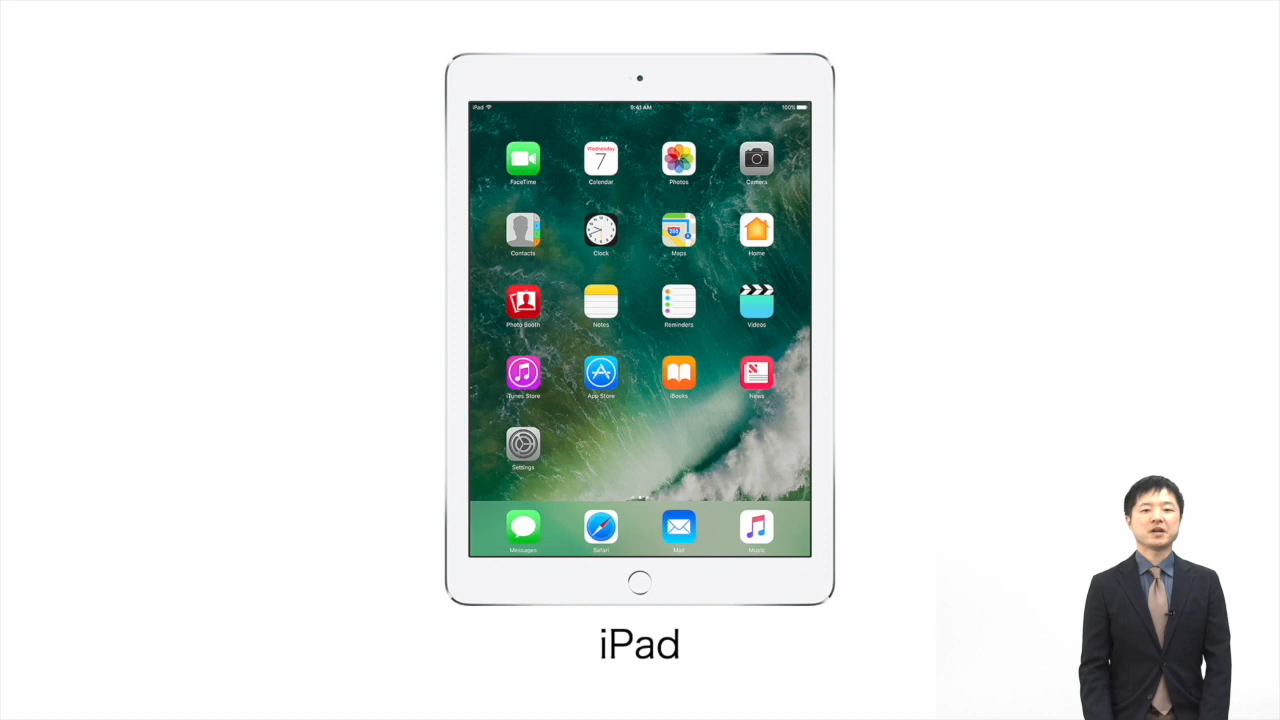 iPad 9:41 AM 100%
Wednesday
7
FaceTime Calendar Photos Camera
280
Contacts Clock Maps Home
Photo Booth Notes Reminders Videos
iTunes Store App Store iBooks News
Settings
Messages Safari Mail Music
iPad